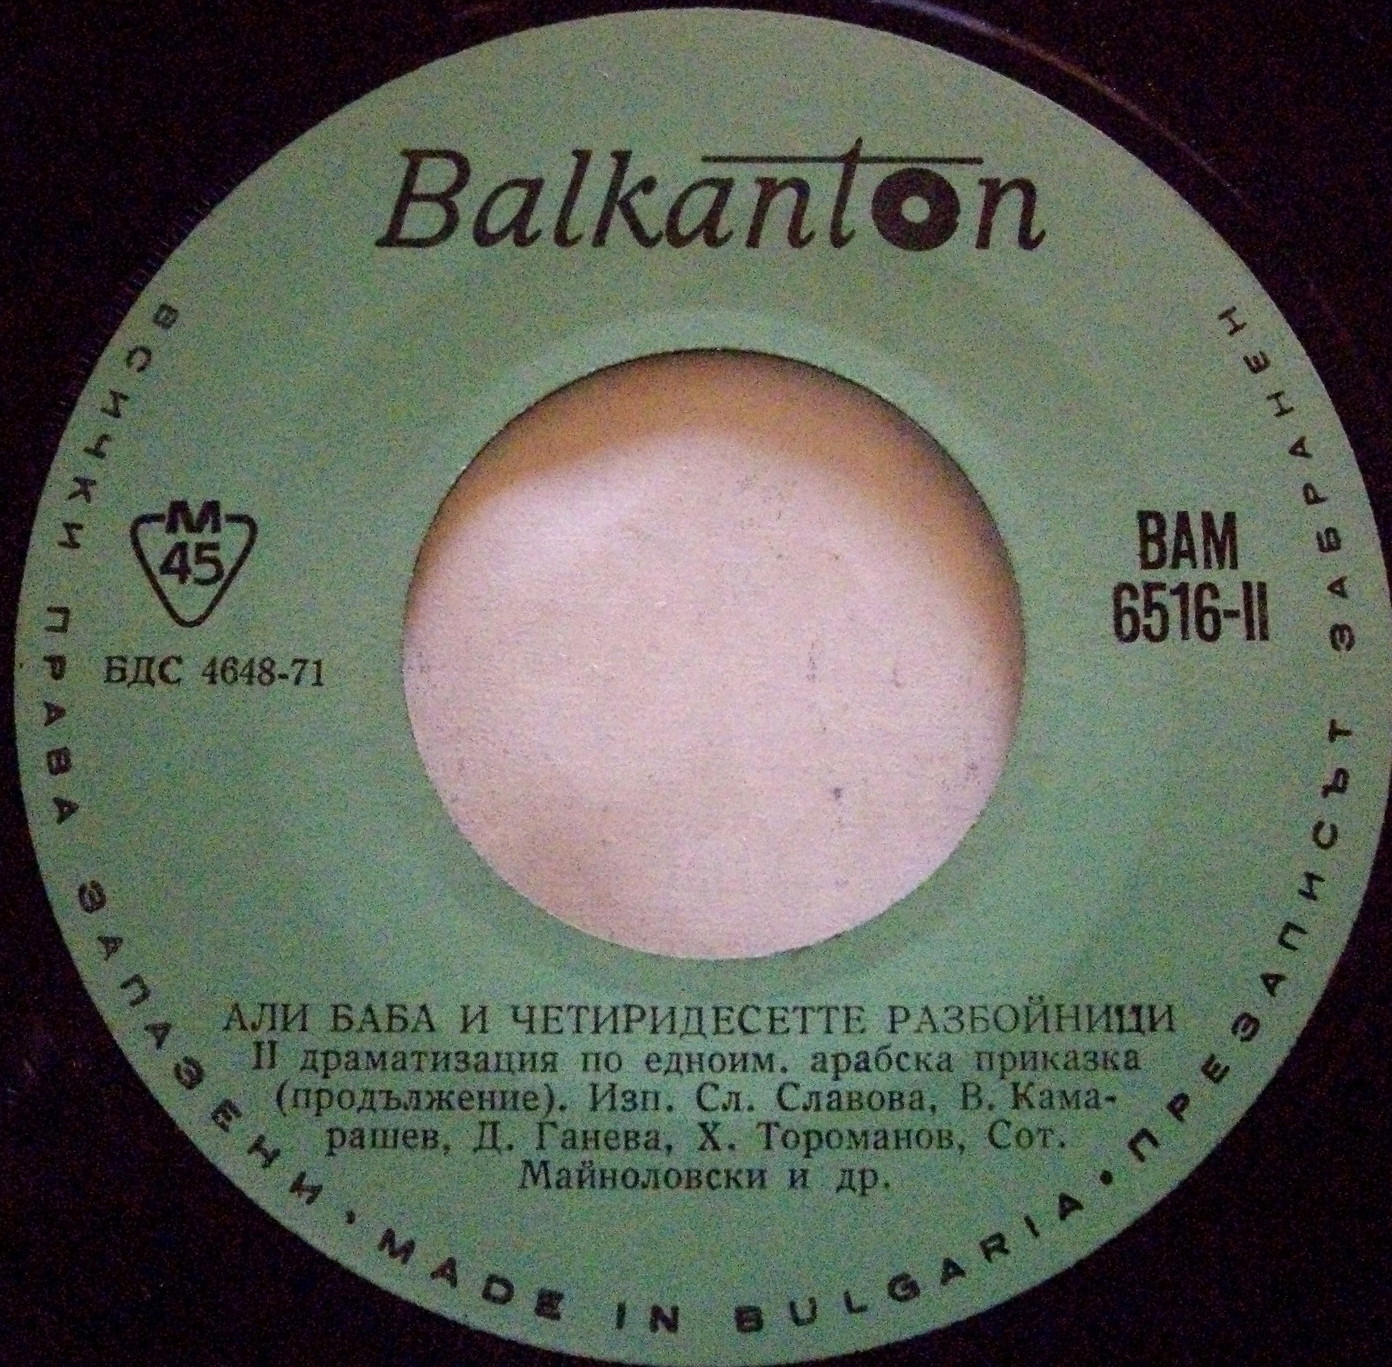 Balkanton
ВСИЧКИ ПРАВА ЗАПАЗЕНИ · MADE IN BULGARIA · ПРЕЗАПИСЪТ ЗАБРАНЕН
M
45
БДС 4648-71
ВАМ
6516-II
АЛИ БАБА И ЧЕТИРИДЕСЕТТЕ РАЗБОЙНИЦИ
II драматизация по едноим. арабска приказка
(продължение). Изп. Сл. Славова, В. Кама-
рашев, Д. Ганева, Х. Тороманов, Сот.
Майноловски и др.